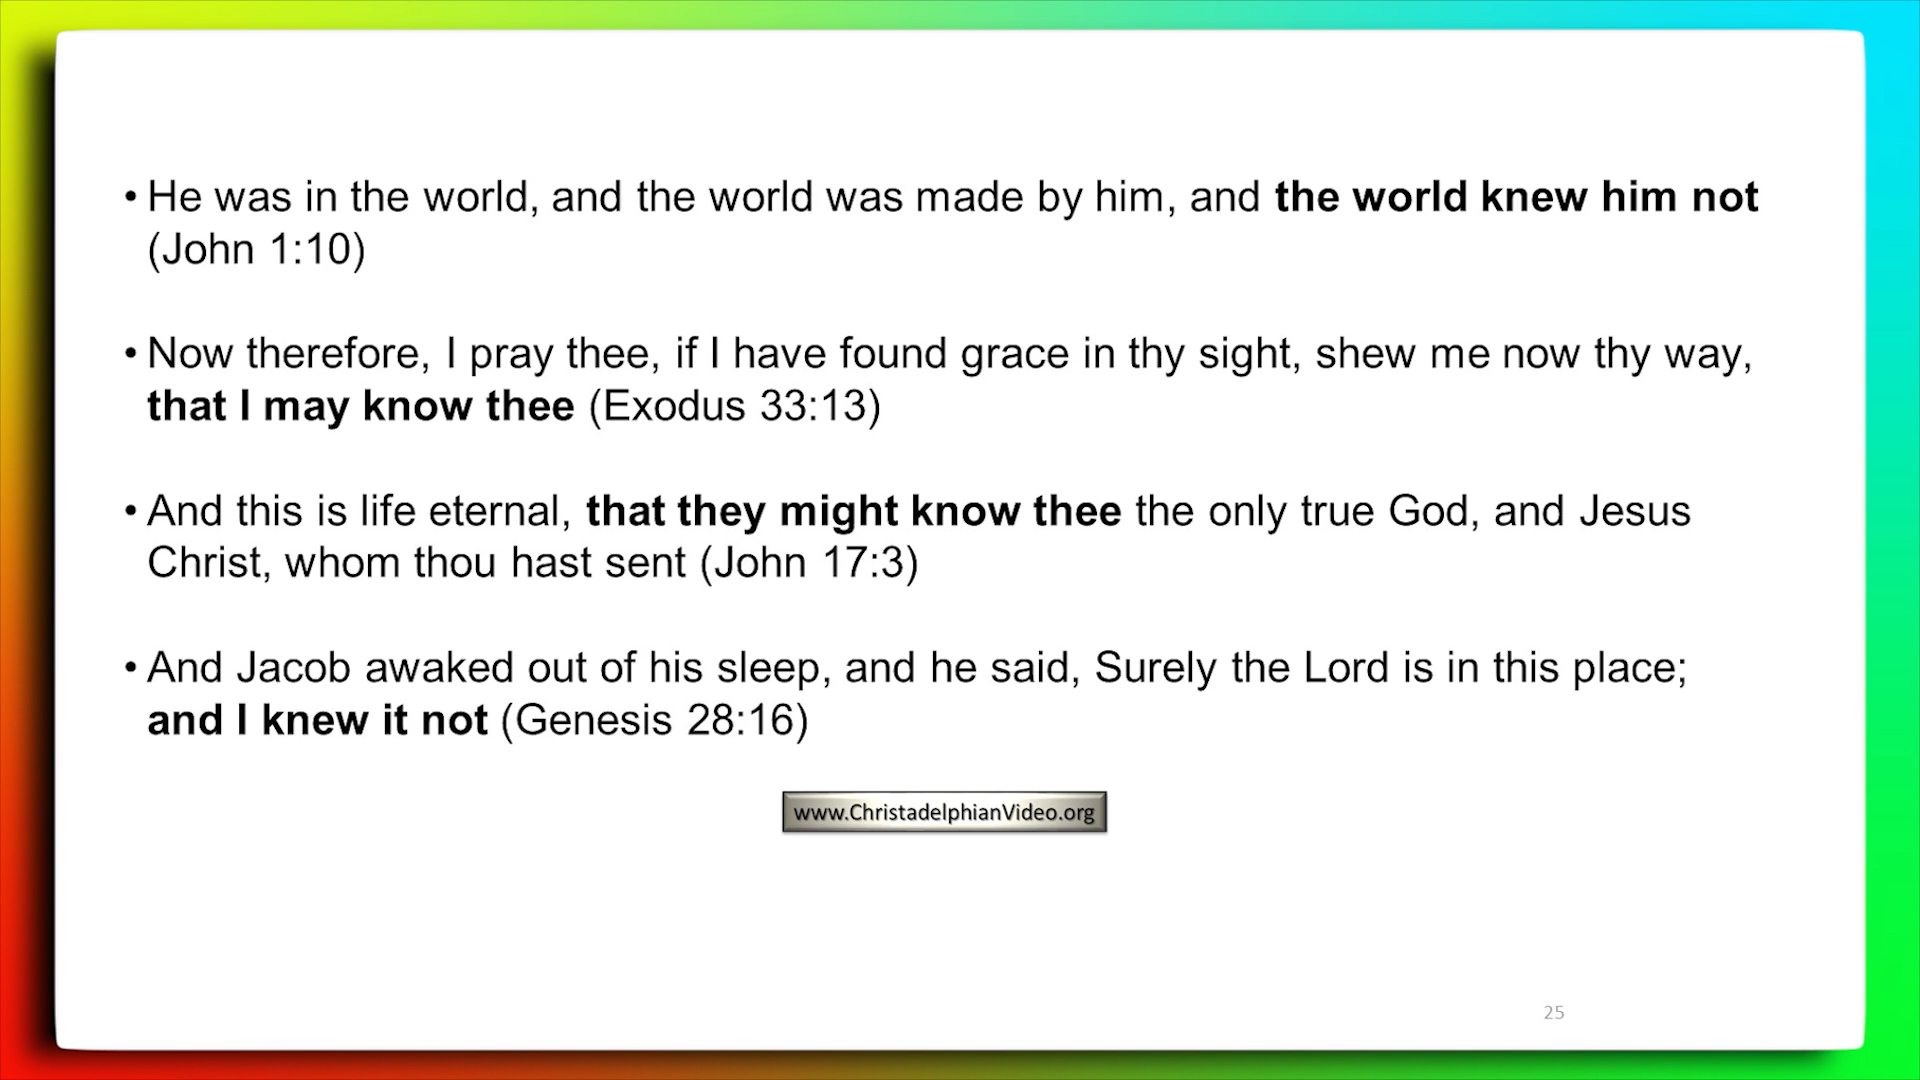 • He was in the world, and the world was made by him, and the world knew him not
(John 1:10)
• Now therefore, I pray thee, if I have found grace in thy sight, shew me now thy way,
that I may know thee (Exodus 33:13)
• And this is life eternal, that they might know thee the only true God, and Jesus
Christ, whom thou hast sent (John 17:3)
• And Jacob awaked out of his sleep, and he said, Surely the Lord is in this place;
and I knew it not (Genesis 28:16)
www.ChristadelphianVideo.org
25